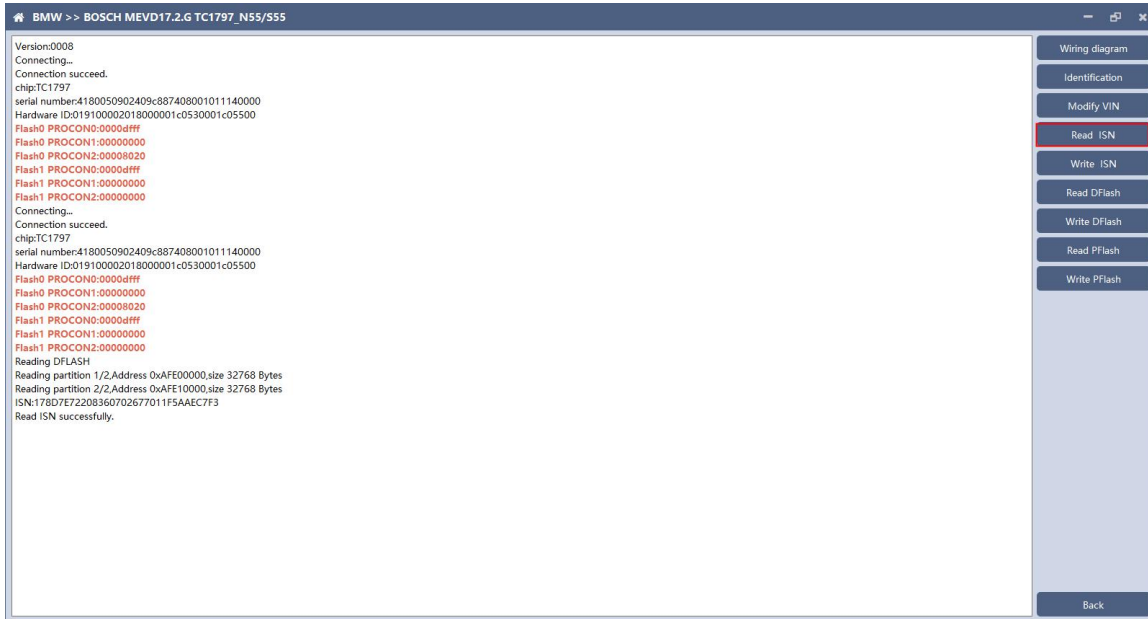 BMW >> BOSCH MEVD17.2.G TC1797_N55/S55
Version:0008
Connecting...
Connection succeed.
chip:TC1797
serial number:4180050902409c887408001011140000
Hardware ID:019100002018000001c0530001c05500
Flash0 PROCON0:0000dfff
Flash0 PROCON1:00000000
Flash0 PROCON2:00008020
Flash1 PROCON0:0000dfff
Flash1 PROCON1:00000000
Flash1 PROCON2:00000000
Connecting...
Connection succeed.
chip:TC1797
serial number:4180050902409c887408001011140000
Hardware ID:019100002018000001c0530001c05500
Flash0 PROCON0:0000dfff
Flash0 PROCON1:00000000
Flash0 PROCON2:00008020
Flash1 PROCON0:0000dfff
Flash1 PROCON1:00000000
Flash1 PROCON2:00000000
Reading DFLASH
Reading partition 1/2,Address 0xAFE00000,size 32768 Bytes
Reading partition 2/2,Address 0xAFE10000,size 32768 Bytes
ISN:178D7E72208360702677011F5AAEC7F3
Read ISN successfully.
Wiring diagram
Identification
Modify VIN
Read ISN
Write ISN
Read DFlash
Write DFlash
Read PFlash
Write PFlash
Back